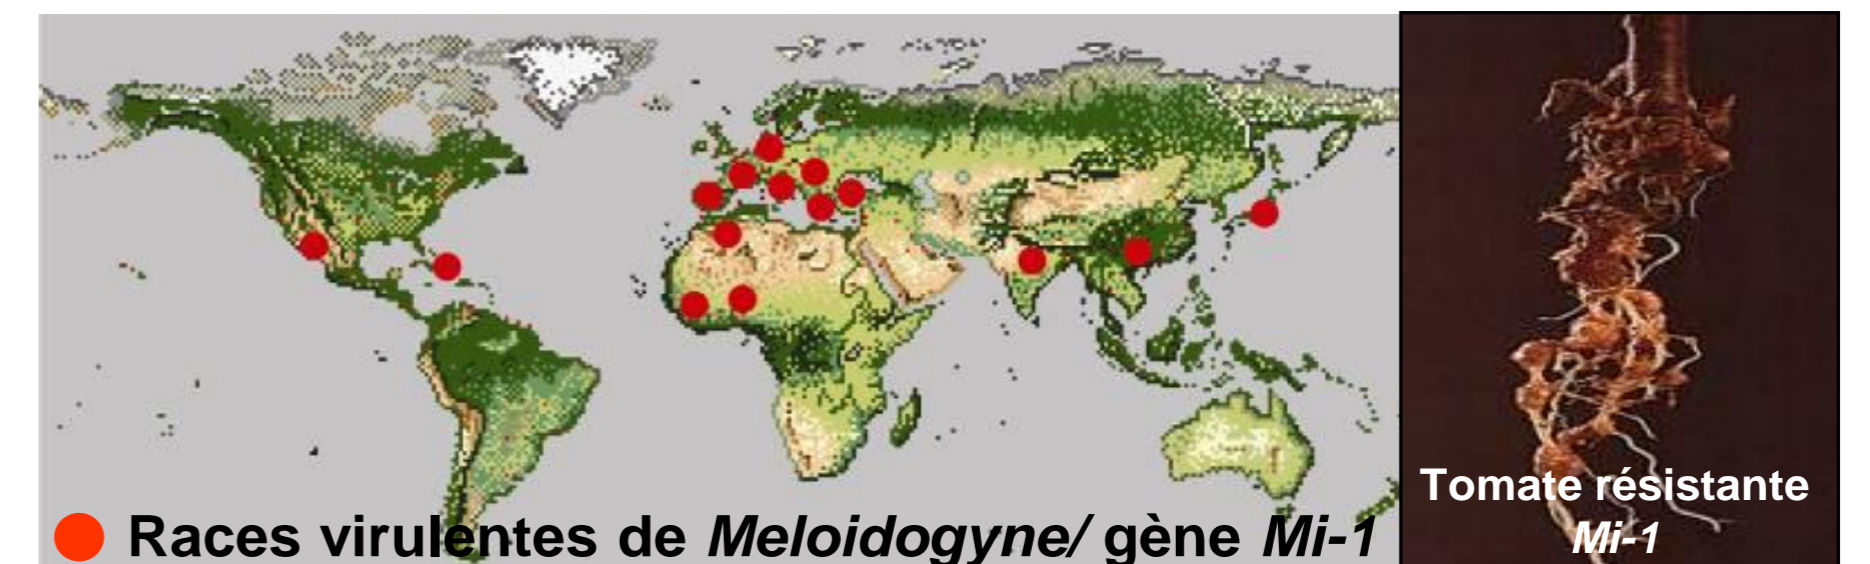 Races virulentes de Meloidogyne/ gène Mi-1
Tomate résistante
Mi-1